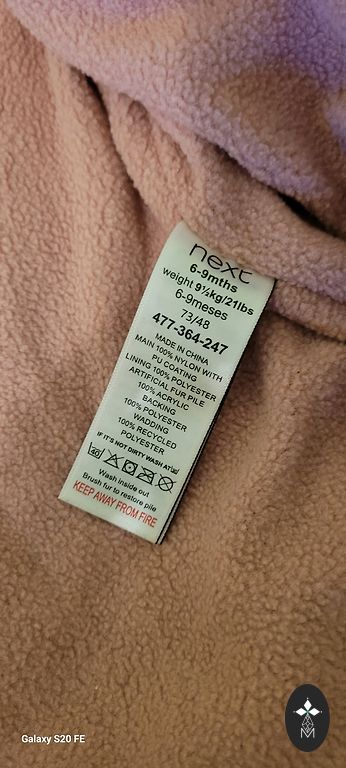 next
6-9mths
weight 9½kg/21lbs
6-9meses
73/48
477-364-247
MADE IN CHINA
MAIN 100% NYLON WITH
PU COATING
LINING 100% POLYESTER
ARTIFICIAL FUR PILE
100% ACRYLIC
BACKING
100% POLYESTER
WADDING
100% RECYCLED
POLYESTER
IF IT'S NOT DIRTY WASH AT
40
Wash inside out
Brush fur to restore pile
KEEP AWAY FROM FIRE
Galaxy S20 FE
M